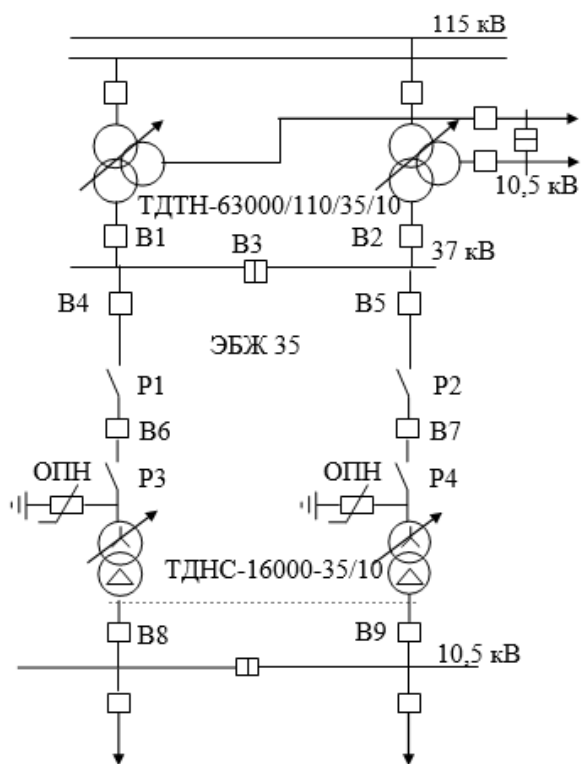 115 кВ
10,5 кВ
ТДТН-63000/110/35/10
В1
В3
В2
37 кВ
В4
В5
ЭБЖ 35
Р1
Р2
В6
В7
ОПН
Р3
ОПН
Р4
ТДНС-16000-35/10
В8
В9
10,5 кВ